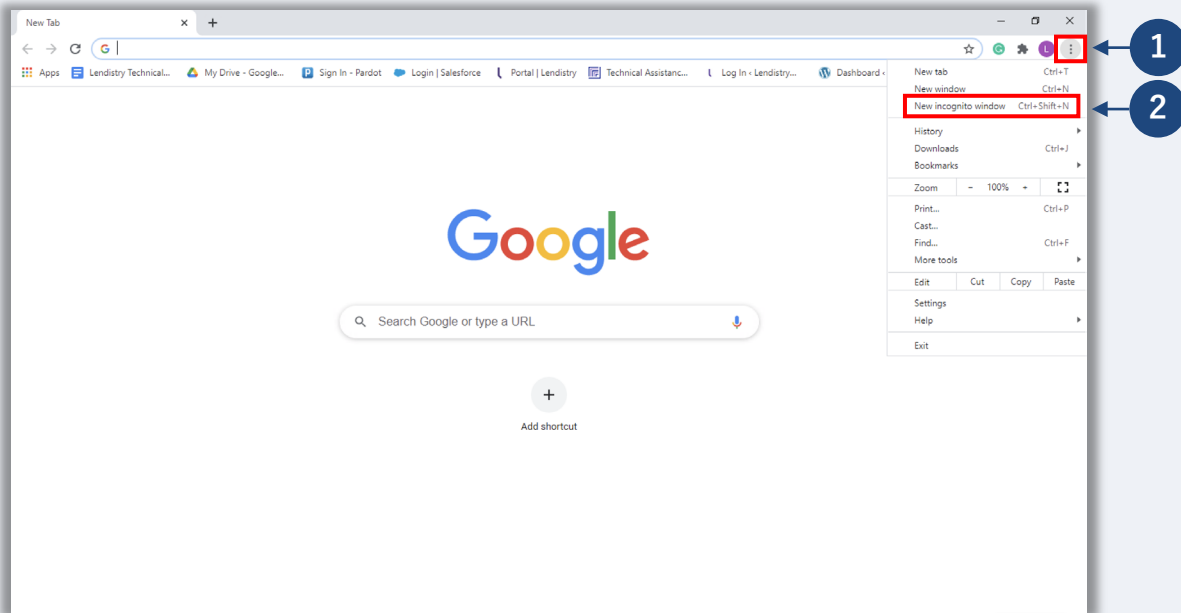 New Tab
L
1
Apps Lendistry Technical... My Drive - Google... Sign In - Pardot Login | Salesforce Portal | Lendistry Technical Assistanc... Log In ‹ Lendistry... Dashboard ‹
New tab Ctrl+T
New window Ctrl+N
New incognito window Ctrl+Shift+N
2
History
Downloads Ctrl+J
Bookmarks
Zoom - 100% +
Print... Ctrl+P
Cast...
Find... Ctrl+F
More tools
Edit Cut Copy Paste
Settings
Help
Exit
Google
Search Google or type a URL
Add shortcut